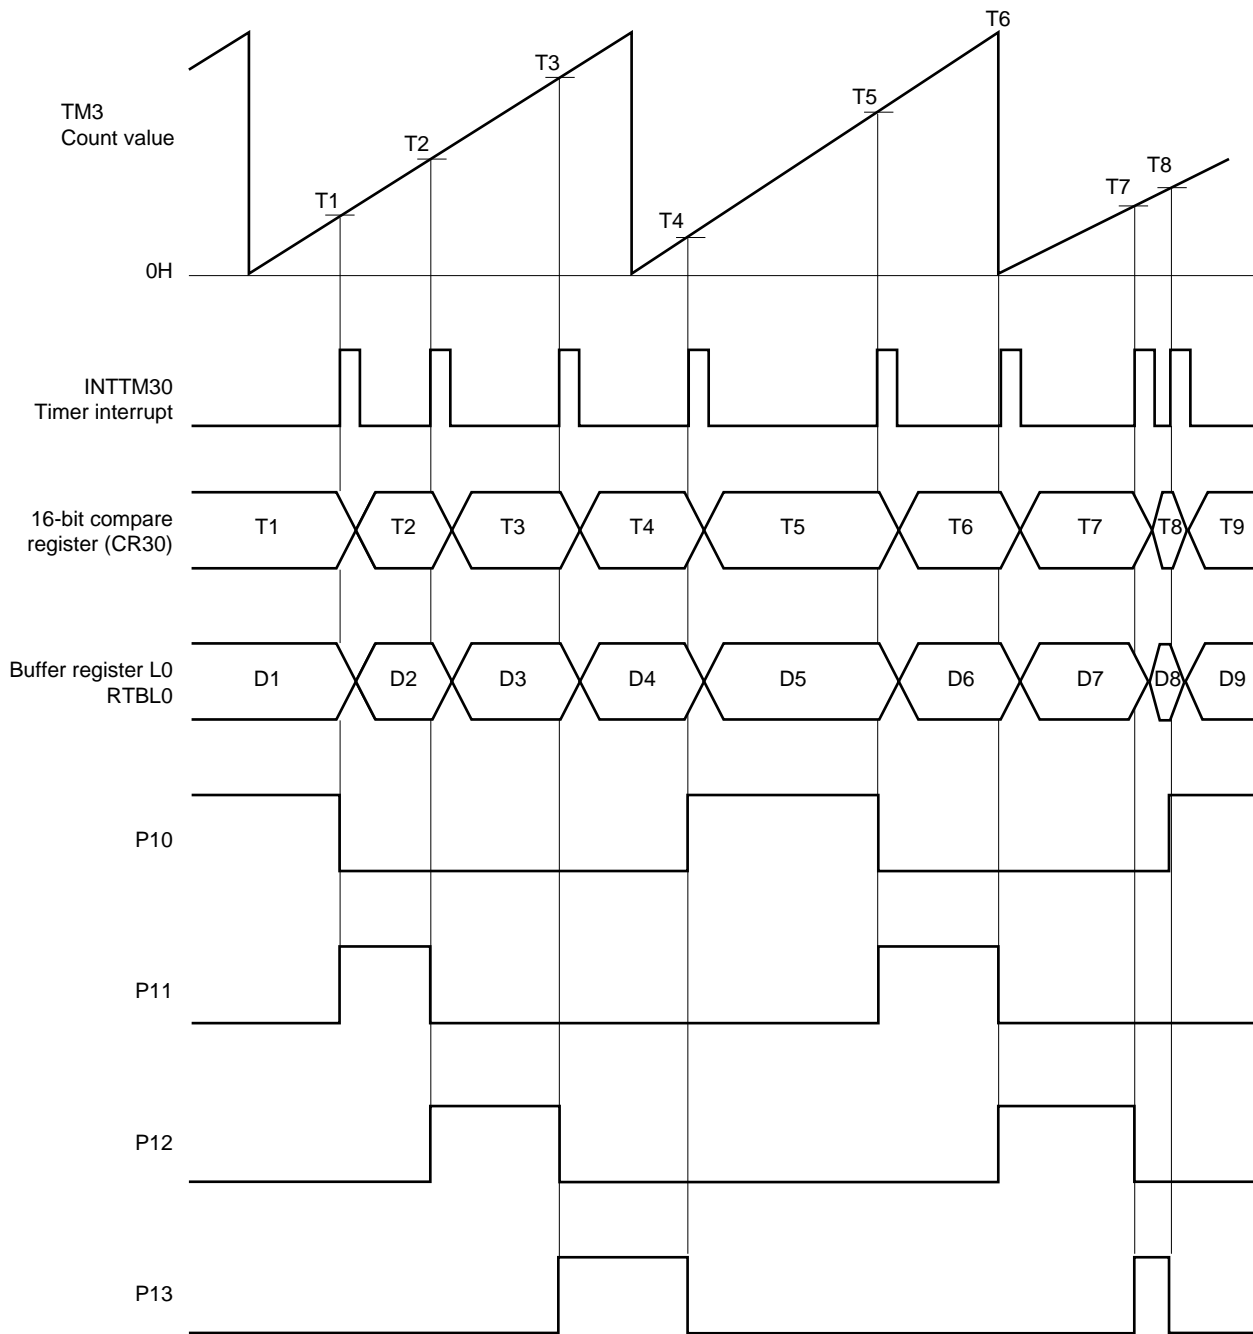 T6
T3
TM3
Count value
T5
T2
T8
T1
T7
T4
0H
INTTM30
Timer interrupt
16-bit compare
register (CR30)
T1 T2 T3 T4 T5 T6 T7 T8 T9
Buffer register L0
RTBL0
D1 D2 D3 D4 D5 D6 D7 D8 D9
P10
P11
P12
P13